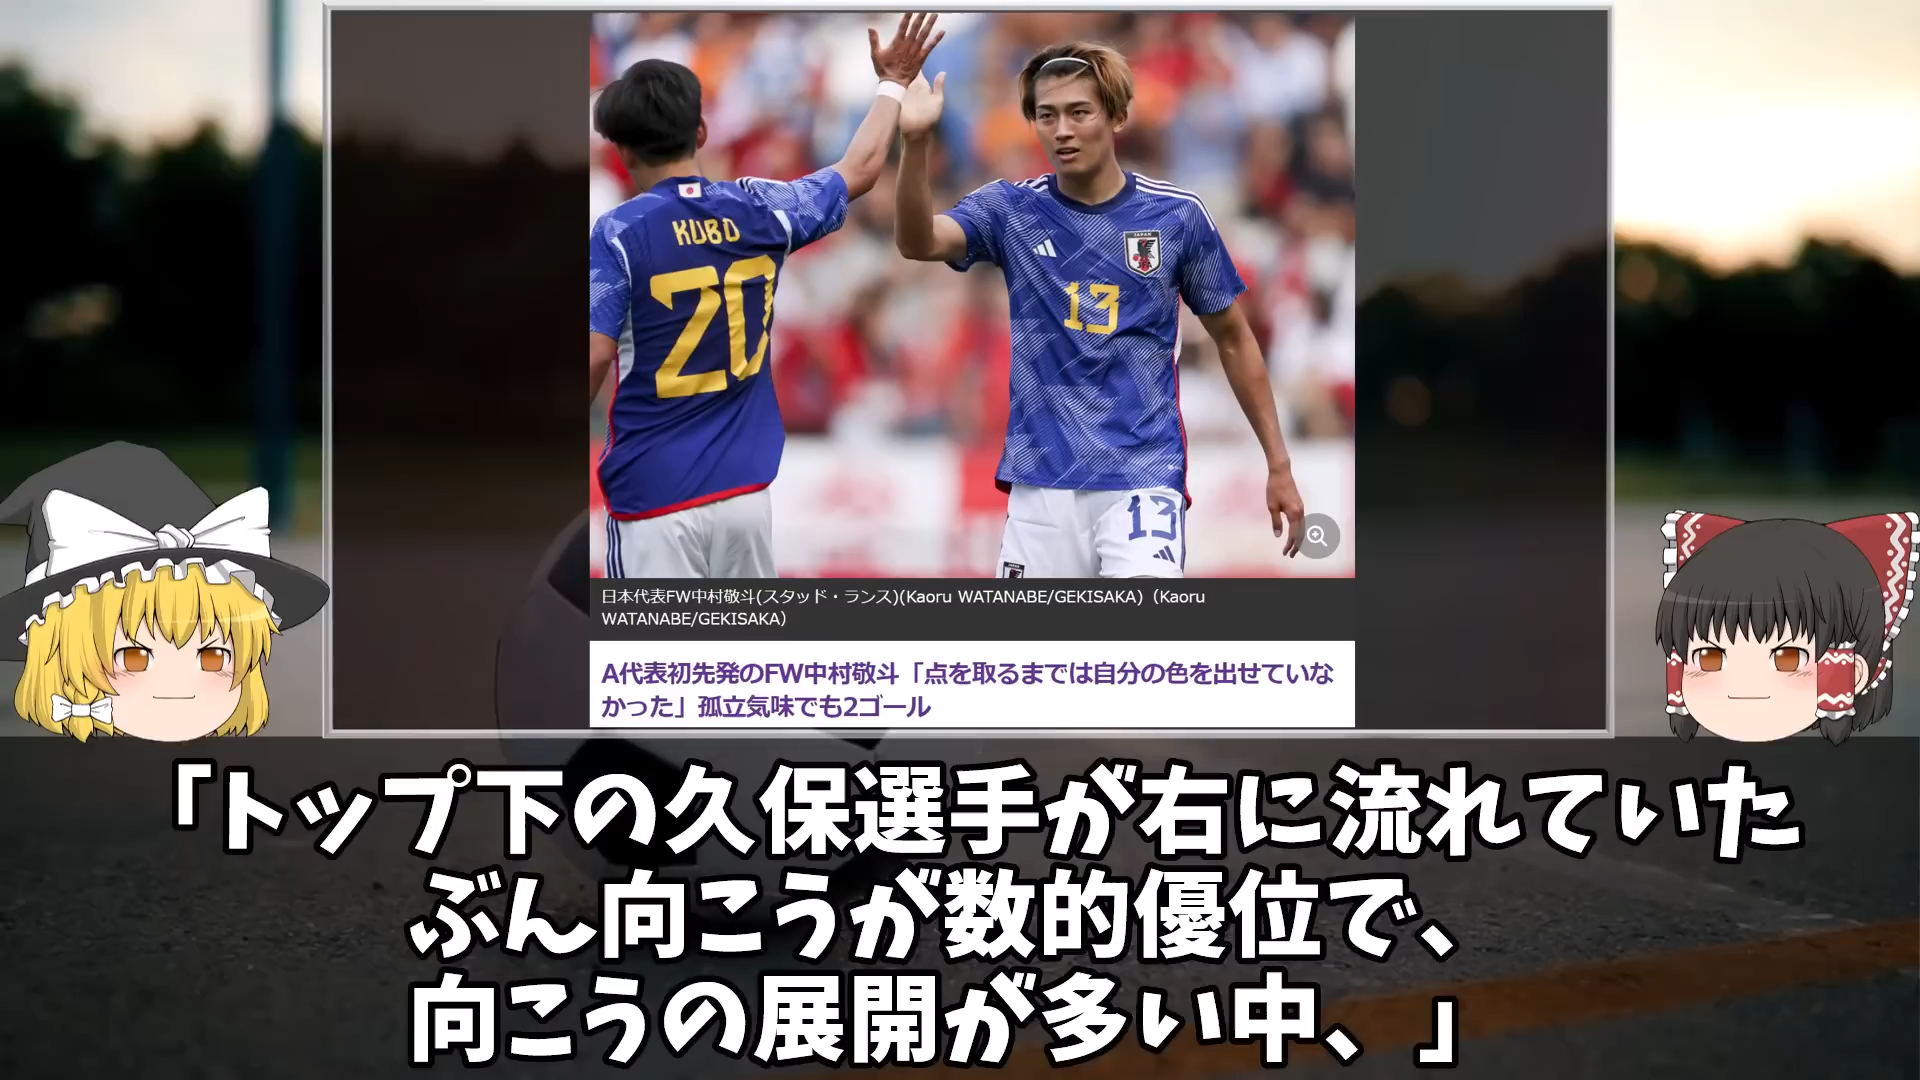 KUBO
20
JAPAN
13
13
日本代表FW中村敬斗(スタッド・ランス)(Kaoru WATANABE/GEKISAKA)（Kaoru
WATANABE/GEKISAKA）
A代表初先発のFW中村敬斗「点を取るまでは自分の色を出せていな
かった」孤立気味でも2ゴール
「トップ下の久保選手が右に流れていた
ぶん向こうが数的優位で、
向こうの展開が多い中、」